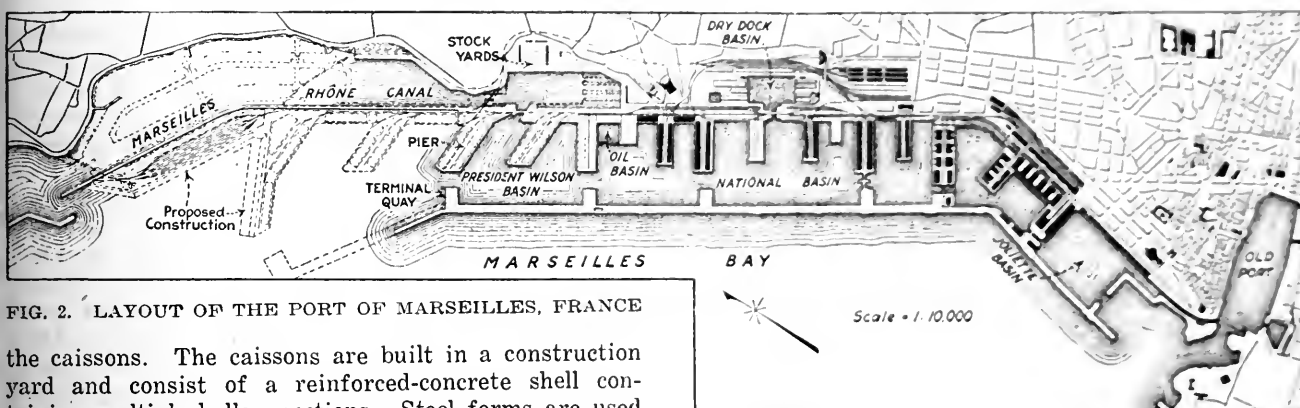 STOCK
YARDS
DRY DOCK
BASIN
MARSEILLES
RHÔNE CANAL
PIER
OIL
BASIN
PRESIDENT WILSON
BASIN
NATIONAL BASIN
TERMINAL
QUAY
Proposed
Construction
MARSEILLES BAY
JOLIETTE
BASIN
OLD
PORT
Scale = 1:10.000
FIG. 2. LAYOUT OF THE PORT OF MARSEILLES, FRANCE
the caissons. The caissons are built in a construction
yard and consist of a reinforced-concrete shell con-